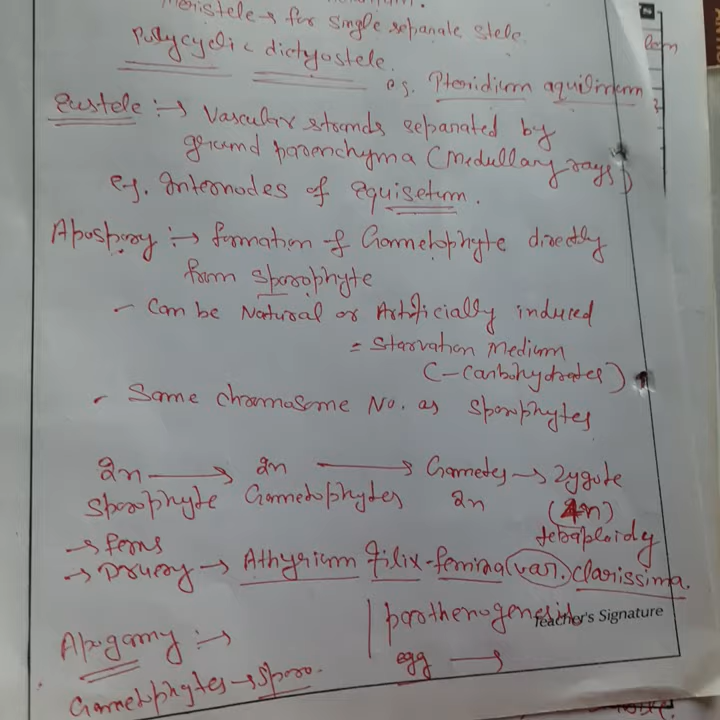 Meristele → for single separate stele.
Polycyclic dictyostele.
eg. Pteridium aquilinum
Eustele :→ Vascular strands separated by
ground parenchyma (Medullary rays)
eg. Internodes of Equisetum.
Apospory :→ formation of Gametophyte directly
from sporophyte
- Can be Natural or Artificially induced
= Starvation Medium
(-Carbohydrates)
- Same chromosome No. as sporophytes
2n → 2n → Gametes → Zygote
Sporophyte Gametophytes 2n (4n)
tetraploidy
→ ferns
→ Druery → Athyrium filix-femina (var.) clarissima.
Teacher's Signature
Apogamy :→
Gametophytes → sporo.
parthenogenesis
egg →